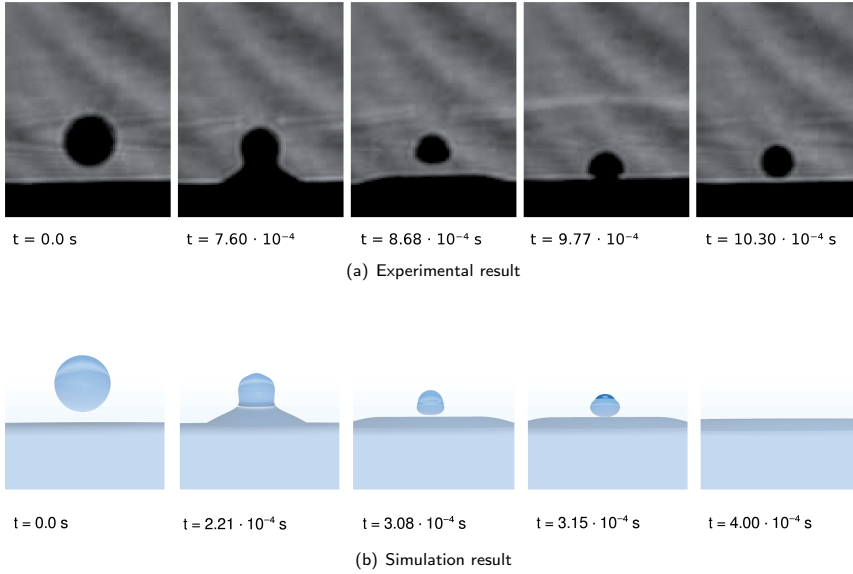 t = 0.0 s
t = 7.60 · 10⁻⁴
t = 8.68 · 10⁻⁴ s
t = 9.77 · 10⁻⁴
t = 10.30 · 10⁻⁴ s
(a) Experimental result
t = 0.0 s
t = 2.21 · 10⁻⁴ s
t = 3.08 · 10⁻⁴ s
t = 3.15 · 10⁻⁴ s
t = 4.00 · 10⁻⁴ s
(b) Simulation result